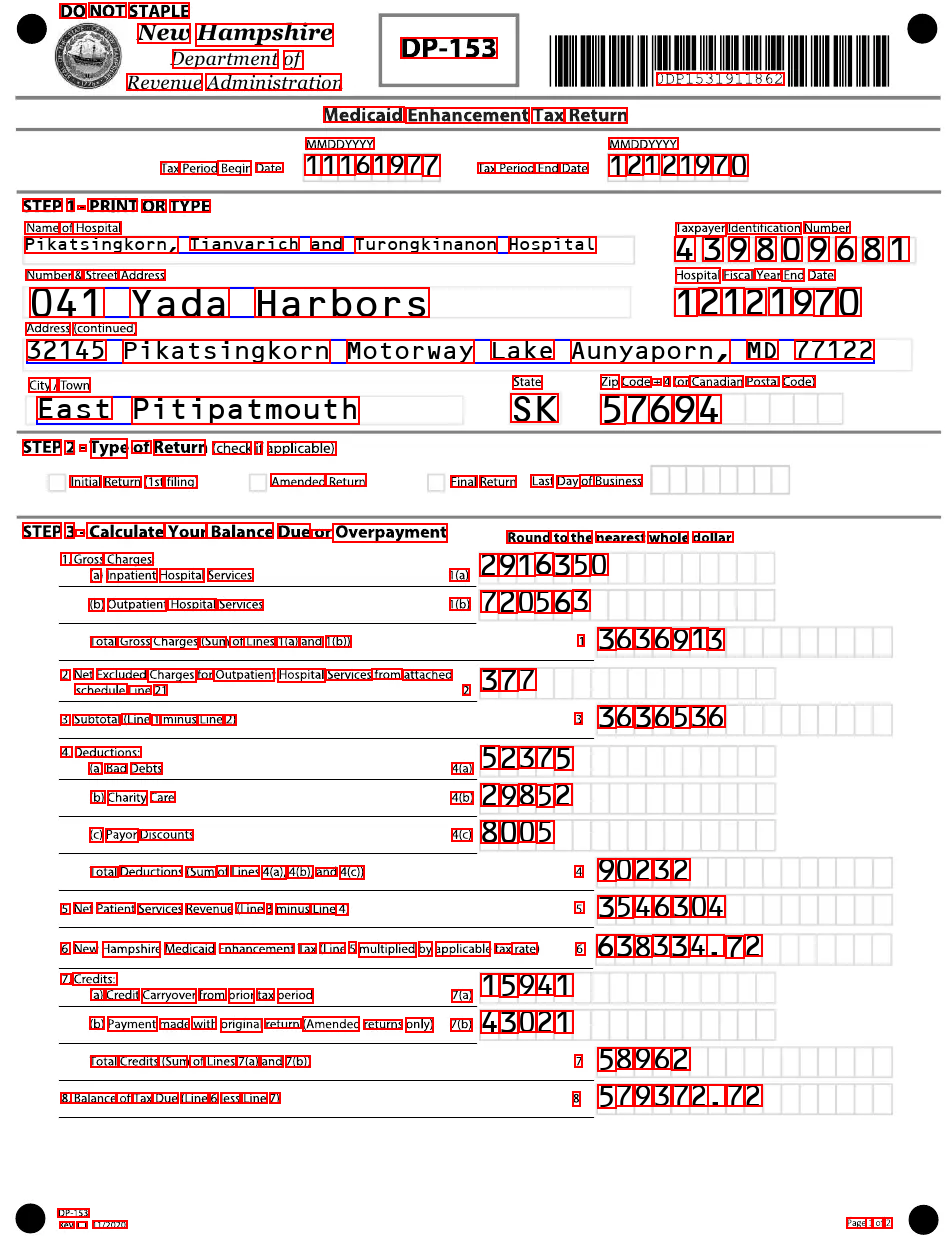 DO NOT STAPLE
New Hampshire
Department of
Revenue Administration
DP-153
0DP1531911862
Medicaid Enhancement Tax Return
MMDDYYYY MMDDYYYY
Tax Period Begin Date 11161977 Tax Period End Date 12121970
STEP 1 - PRINT OR TYPE
Name of Hospital Taxpayer Identification Number
Pikatsingkorn, Tianvarich and Turongkinanon Hospital 439809681
Number & Street Address Hospital Fiscal Year End Date
041 Yada Harbors 12121970
Address (continued)
32145 Pikatsingkorn Motorway Lake Aunyaporn, MD 77122
City / Town State Zip Code + 4 (or Canadian Postal Code)
East Pitipatmouth SK 57694
STEP 2 - Type of Return (check if applicable)
Initial Return (1st filing) Amended Return Final Return Last Day of Business
STEP 3 - Calculate Your Balance Due or Overpayment Round to the nearest whole dollar
1 Gross Charges
(a) Inpatient Hospital Services 1(a) 2916350
(b) Outpatient Hospital Services 1(b) 720563
Total Gross Charges (Sum of Lines 1(a) and 1(b)) 1 3636913
2 Net Excluded Charges for Outpatient Hospital Services from attached
schedule Line 21 2 377
3 Subtotal (Line 1 minus Line 2) 3 3636536
4 Deductions:
(a) Bad Debts 4(a) 52375
(b) Charity Care 4(b) 29852
(c) Payor Discounts 4(c) 8005
Total Deductions (Sum of Lines 4(a), 4(b), and 4(c)) 4 90232
5 Net Patient Services Revenue (Line 3 minus Line 4) 5 3546304
6 New Hampshire Medicaid Enhancement Tax (Line 5 multiplied by applicable tax rate) 6 638334.72
7 Credits:
(a) Credit Carryover from prior tax period 7(a) 15941
(b) Payment made with original return (Amended returns only) 7(b) 43021
Total Credits (Sum of Lines 7(a) and 7(b)) 7 58962
8 Balance of Tax Due (Line 6 less Line 7) 8 579372.72
DP-153
Rev 11/2020 Page 1 of 2